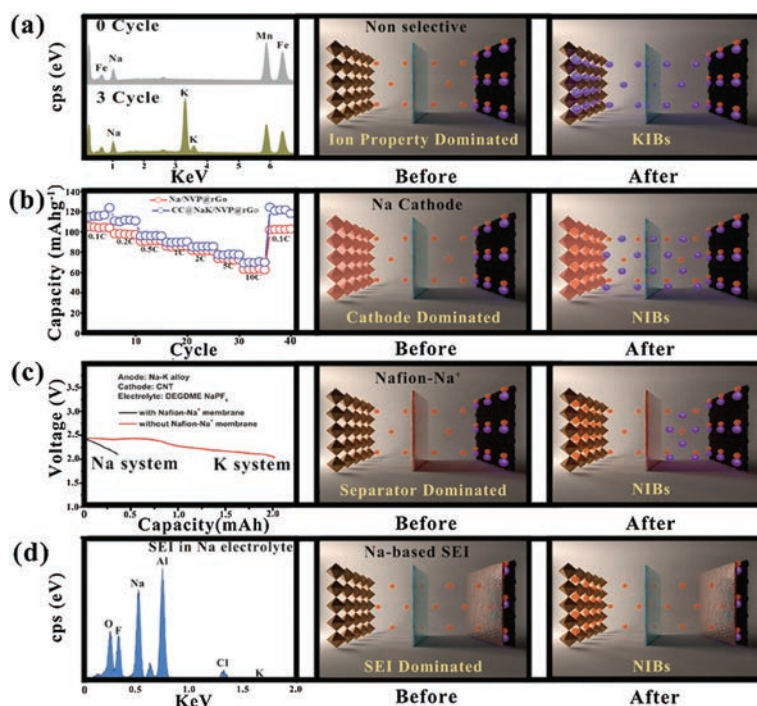 (a)
0 Cycle
Fe
Na
Mn
Fe
3 Cycle
Na
K
K
cps (eV)
1 2 3 4 5 6
KeV
Non selective
Ion Property Dominated
Before
KIBs
After
(b)
Na/NVP@rGo
CC@NaK/NVP@rGo
0.1C
0.2C
0.5C
1C
2C
5C
10C
0.1C
Capacity (mAhg⁻¹)
140
120
100
80
60
40
20
0
0 10 20 30 40
Cycle
Na Cathode
Cathode Dominated
Before
NIBs
After
(c)
Anode: Na-K alloy
Cathode: CNT
Electrolyte: DEGDME NaPF₆
with Nafion-Na⁺ membrane
without Nafion-Na⁺ membrane
Na system
K system
Voltage (V)
3.5
3.0
2.5
2.0
1.5
1.0
0.0 0.5 1.0 1.5 2.0
Capacity(mAh)
Nafion-Na⁺
Separator Dominated
Before
NIBs
After
(d)
SEI in Na electrolyte
O
F
Na
Al
Cl
K
cps (eV)
0 0.5 1.0 1.5 2.0
KeV
Na-based SEI
SEI Dominated
Before
NIBs
After